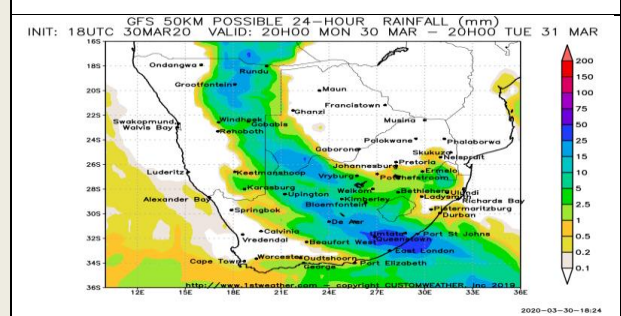 GFS 50KM POSSIBLE 24-HOUR RAINFALL (mm)
INIT: 18UTC 30MAR20 VALID: 20H00 MON 30 MAR – 20H00 TUE 31 MAR
16S
18S
20S
22S
24S
26S
28S
30S
32S
34S
36S
Ondangwa
Rundu
Grootfontein
Maun
Francistown
Ghanzi
Swakopmund
Walvis Bay
Windhoek
Gobabis
Rehoboth
Musina
Polokwane
Phalaborwa
Gaborone
Skukuza
Nelspruit
Johannesburg
Pretoria
Luderitz
Keetmanshoop
Vryburg
Potchefstroom
Ermelo
Karasburg
Upington
Welkom
Bethlehem
Ulundi
Kimberley
Ladysmith
Alexander Bay
Bloemfontein
Richards Bay
Springbok
Pietermaritzburg
Durban
De Aar
Calvinia
Vredendal
Umtata
Port St Johns
Queenstown
Beaufort West
East London
Cape Town
Worcester
Oudtshoorn
George
Port Elizabeth
http://www.1stweather.com – copyright CUSTOMWEATHER, Inc 2019
12E 15E 18E 21E 24E 27E 30E 33E 36E
200
150
100
75
50
25
15
10
5
2.5
1
0.5
0.2
0.1
2020-03-30-18:24